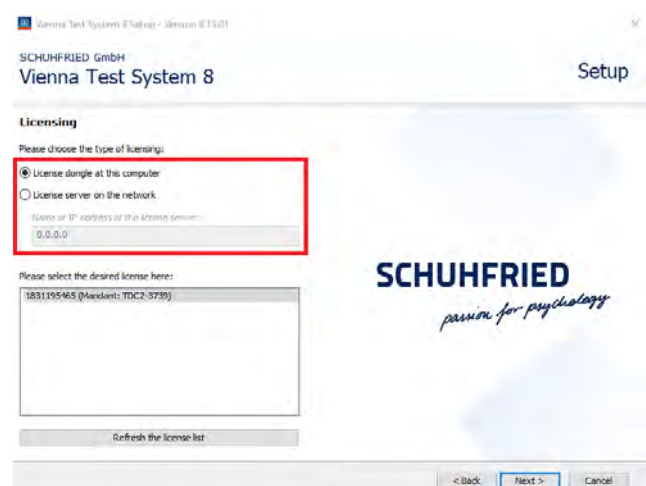 Vienna Test System 8 Setup - Version 8.15.01
SCHUHFRIED GmbH
Vienna Test System 8
Setup
Licensing
Please choose the type of licensing:
License dongle at this computer
License server on the network
Name or IP address of the license server:
0.0.0.0
Please select the desired license here:
1831195465 (Mandant: TDC2-3739)
Refresh the license list
SCHUHFRIED
passion for psychology
< Back
Next >
Cancel